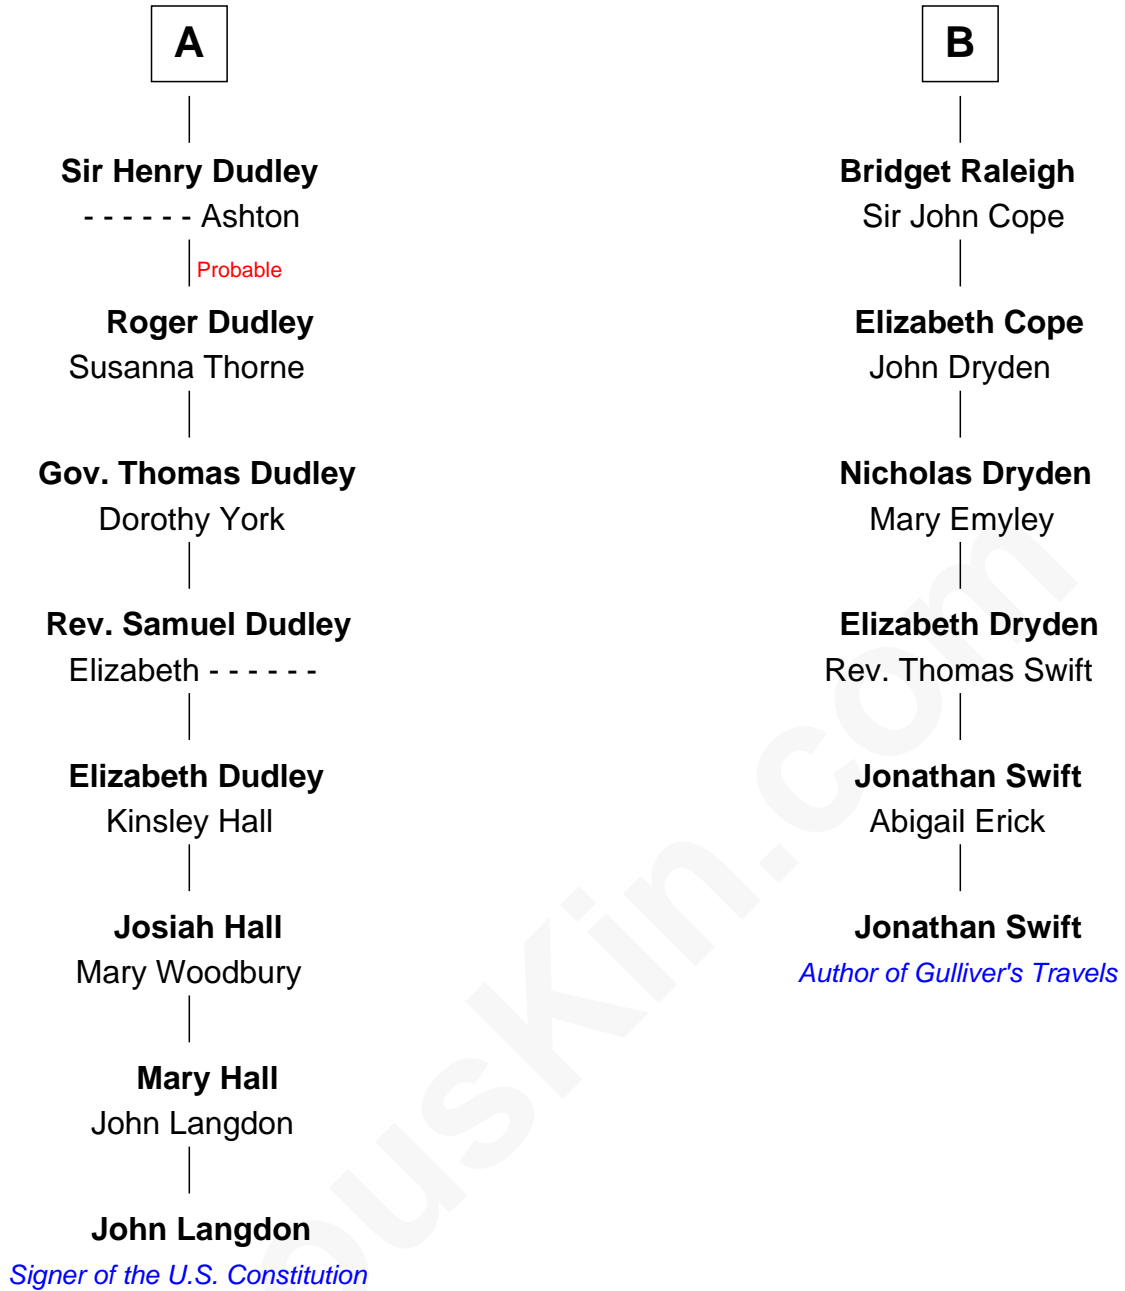 A
Sir Henry Dudley
- - - - - - Ashton
Probable
Roger Dudley
Susanna Thorne
Gov. Thomas Dudley
Dorothy York
Rev. Samuel Dudley
Elizabeth - - - - - -
Elizabeth Dudley
Kinsley Hall
Josiah Hall
Mary Woodbury
Mary Hall
John Langdon
John Langdon
Signer of the U.S. Constitution
B
Bridget Raleigh
Sir John Cope
Elizabeth Cope
John Dryden
Nicholas Dryden
Mary Emyley
Elizabeth Dryden
Rev. Thomas Swift
Jonathan Swift
Abigail Erick
Jonathan Swift
Author of Gulliver's Travels
ousKin.com